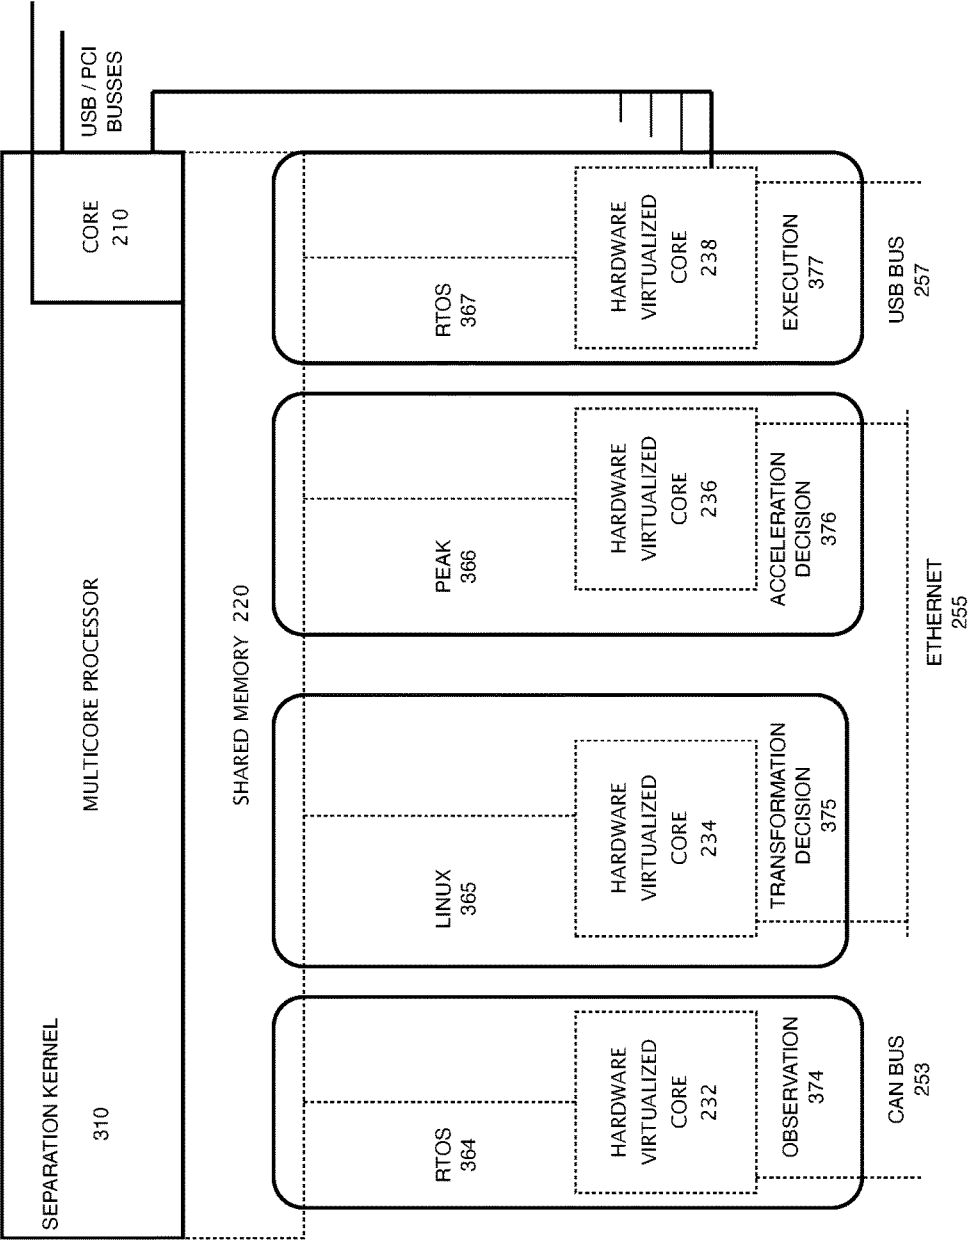 SEPARATION KERNEL
310
MULTICORE PROCESSOR
CORE
210
USB / PCI
BUSSES
SHARED MEMORY 220
RTOS
364
HARDWARE
VIRTUALIZED
CORE
232
OBSERVATION
374
CAN BUS
253
LINUX
365
HARDWARE
VIRTUALIZED
CORE
234
TRANSFORMATION
DECISION
375
PEAK
366
HARDWARE
VIRTUALIZED
CORE
236
ACCELERATION
DECISION
376
ETHERNET
255
RTOS
367
HARDWARE
VIRTUALIZED
CORE
238
EXECUTION
377
USB BUS
257